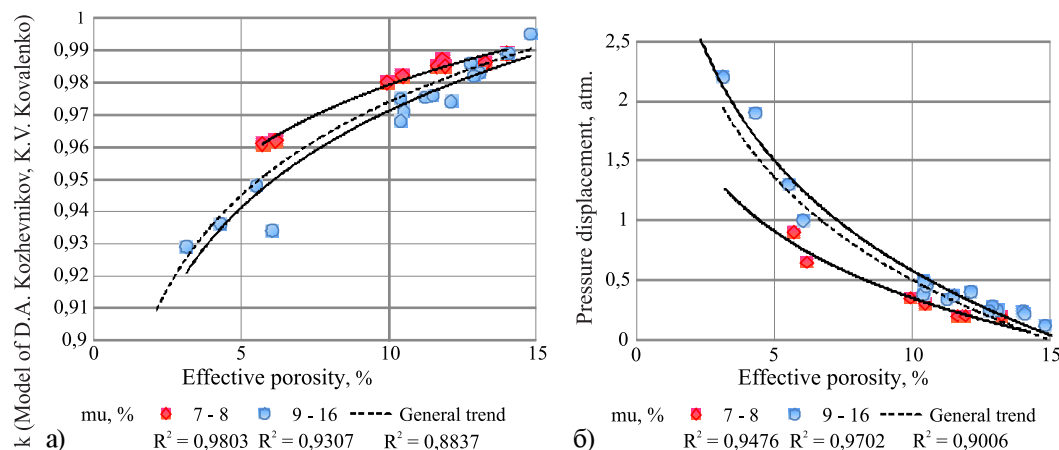 k (Model of D.A. Kozhevnikov, K.V. Kovalenko)
1
0,99
0,98
0,97
0,96
0,95
0,94
0,93
0,92
0,91
0,9
0 5 10 15
Effective porosity, %
mu, % 7 - 8 9 - 16 General trend
R² = 0,9803 R² = 0,9307 R² = 0,8837
а)
Pressure displacement, atm.
2,5
2
1,5
1
0,5
0
0 5 10 15
Effective porosity, %
mu, % 7 - 8 9 - 16 General trend
R² = 0,9476 R² = 0,9702 R² = 0,9006
б)